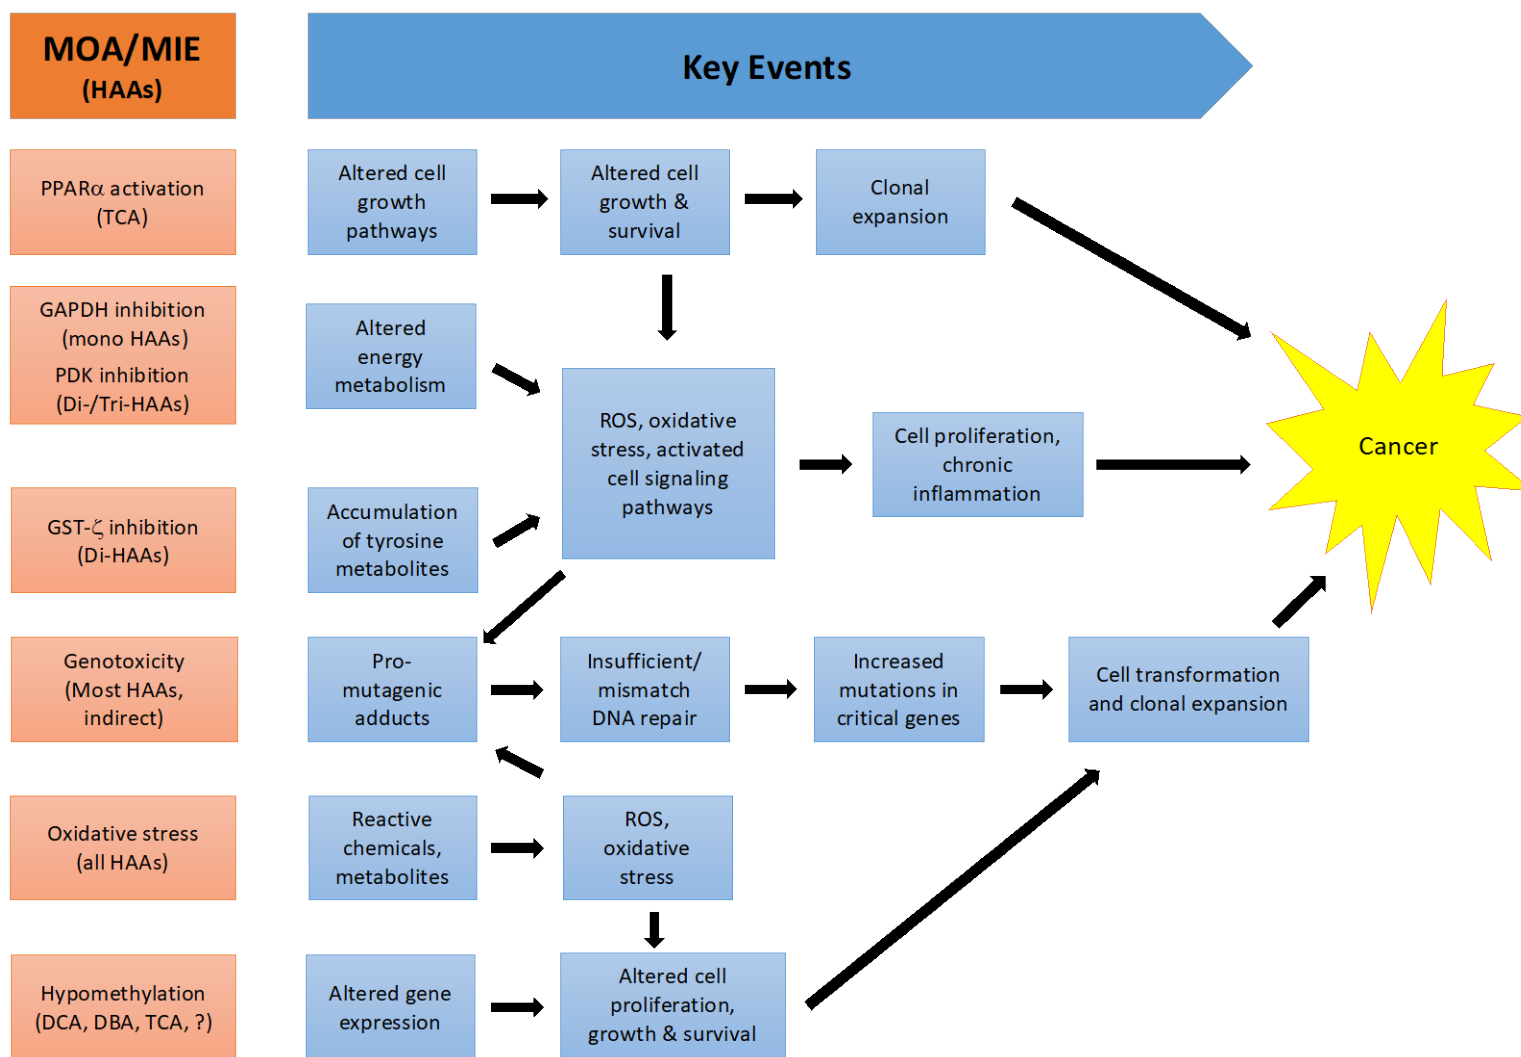 MOA/MIE
(HAAs)
Key Events
PPARα activation
(TCA)
Altered cell
growth
pathways
Altered cell
growth &
survival
Clonal
expansion
GAPDH inhibition
(mono HAAs)
PDK inhibition
(Di-/Tri-HAAs)
Altered
energy
metabolism
ROS, oxidative
stress, activated
cell signaling
pathways
Cell proliferation,
chronic
inflammation
Cancer
GST-ζ inhibition
(Di-HAAs)
Accumulation
of tyrosine
metabolites
Genotoxicity
(Most HAAs,
indirect)
Pro-
mutagenic
adducts
Insufficient/
mismatch
DNA repair
Increased
mutations in
critical genes
Cell transformation
and clonal expansion
Oxidative stress
(all HAAs)
Reactive
chemicals,
metabolites
ROS,
oxidative
stress
Hypomethylation
(DCA, DBA, TCA, ?)
Altered gene
expression
Altered cell
proliferation,
growth & survival